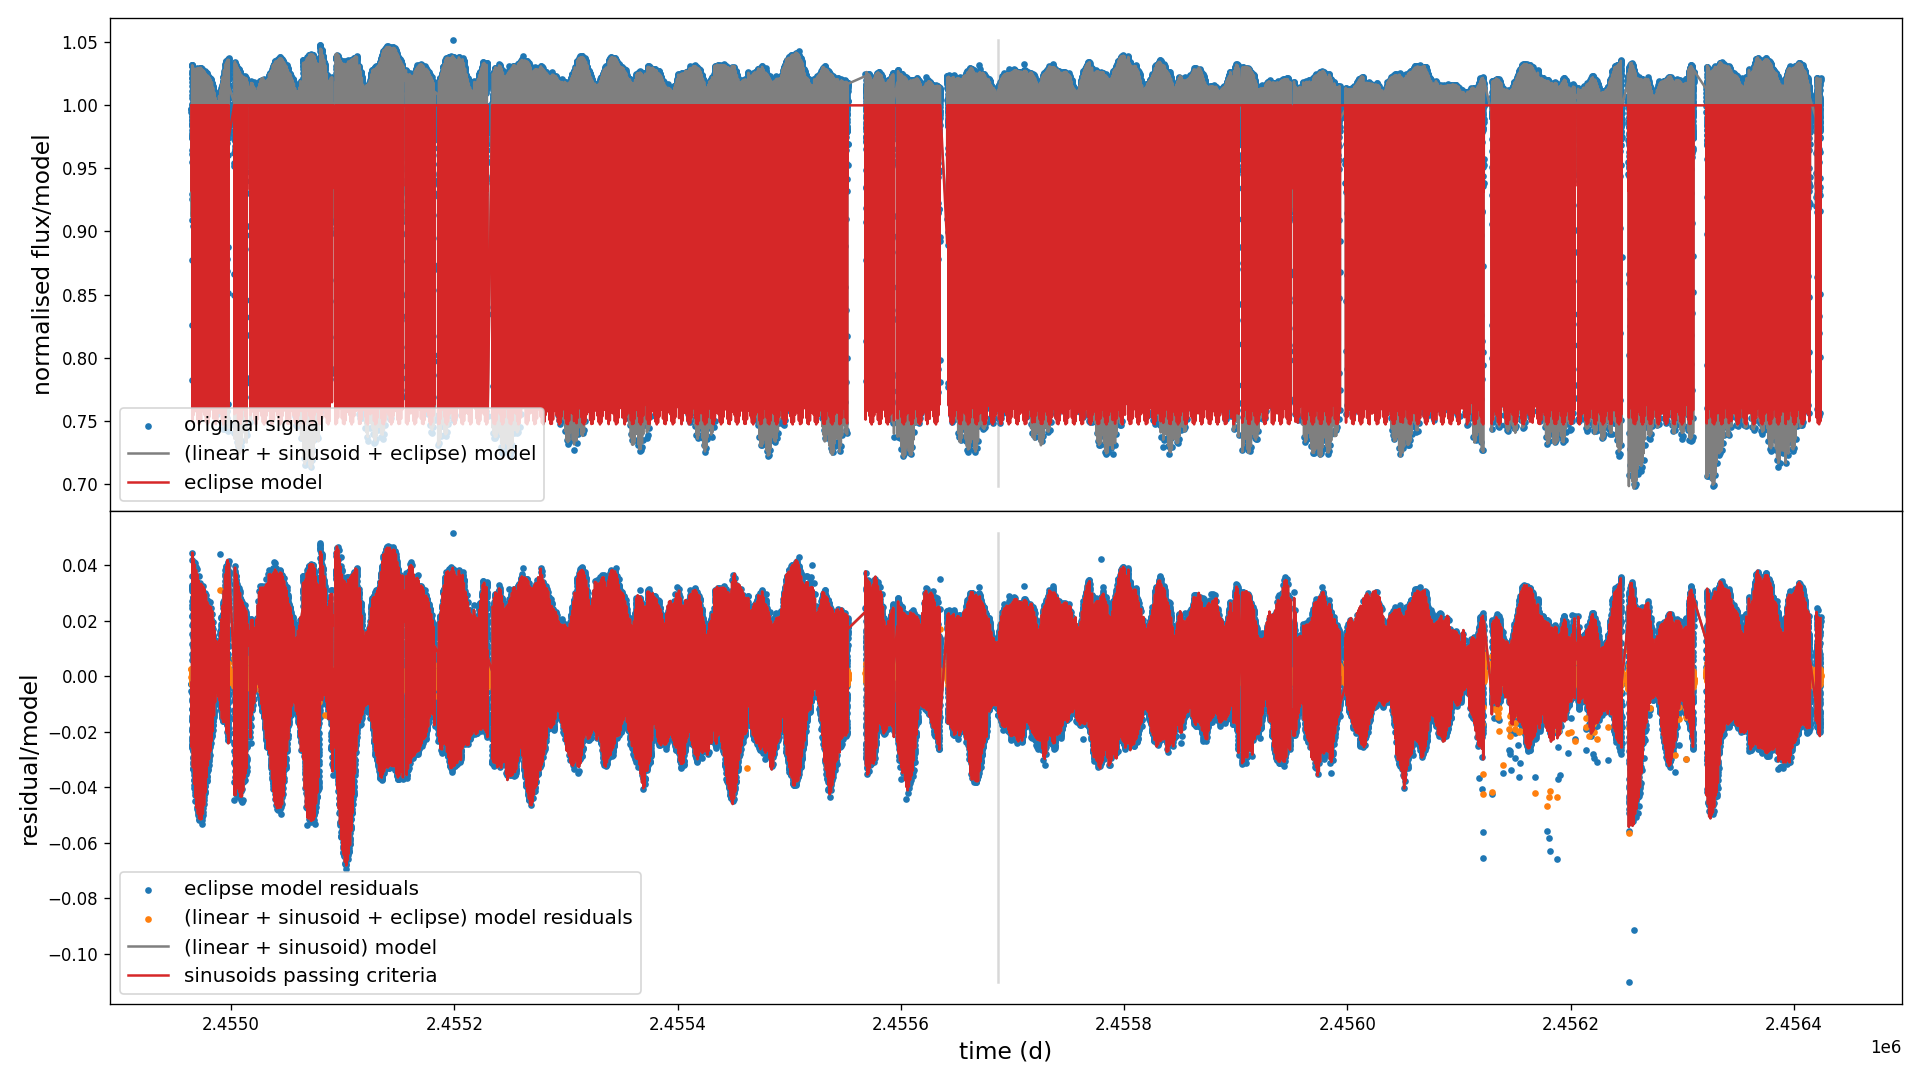 1.05
1.00
0.95
0.90
0.85
0.80
0.75
0.70
normalised flux/model
original signal
(linear + sinusoid + eclipse) model
eclipse model
0.04
0.02
0.00
−0.02
−0.04
−0.06
−0.08
−0.10
residual/model
eclipse model residuals
(linear + sinusoid + eclipse) model residuals
(linear + sinusoid) model
sinusoids passing criteria
2.4550
2.4552
2.4554
2.4556
2.4558
2.4560
2.4562
2.4564
1e6
time (d)